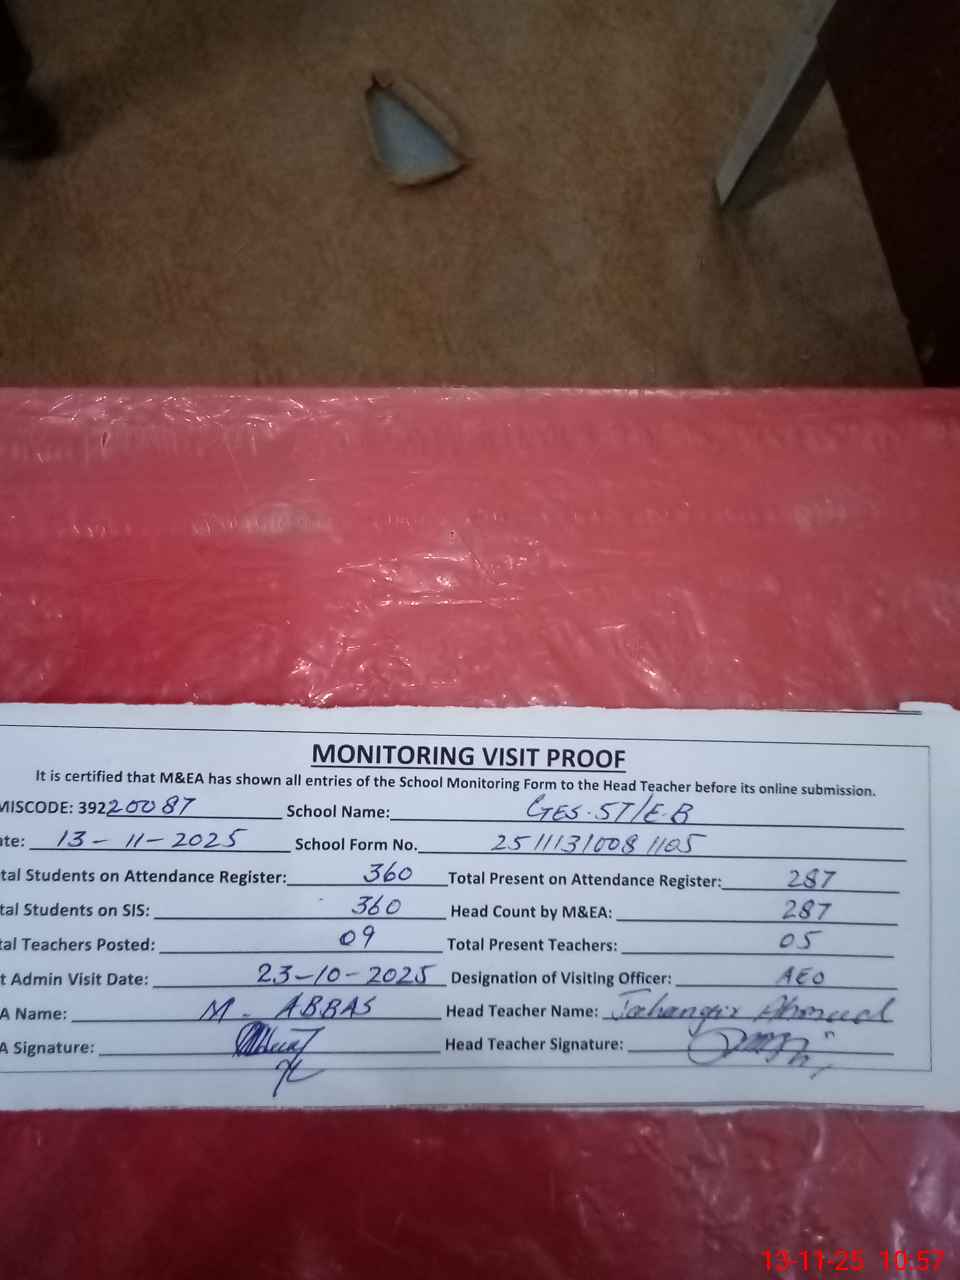 MONITORING VISIT PROOF
It is certified that M&EA has shown all entries of the School Monitoring Form to the Head Teacher before its online submission.
MISCODE: 39220087 School Name: GES. 57/E.B
ate: 13-11-2025 School Form No. 2511131008 1105
tal Students on Attendance Register: 360 Total Present on Attendance Register: 287
tal Students on SIS: 360 Head Count by M&EA: 287
tal Teachers Posted: 09 Total Present Teachers: 05
t Admin Visit Date: 23-10-2025 Designation of Visiting Officer: AEO
A Name: M. ABBAS Head Teacher Name: Jahangir Ahmad
A Signature: Head Teacher Signature:
13-11-25 10:57